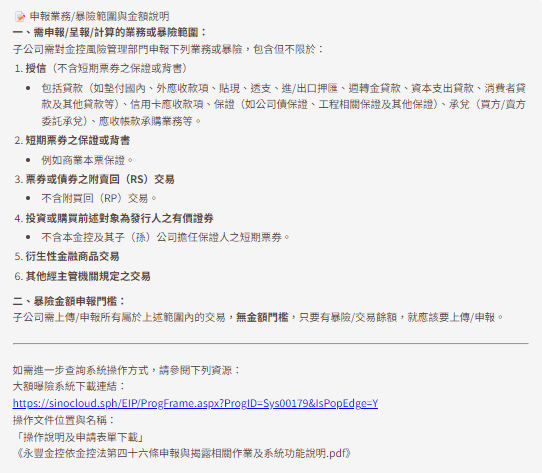 📝 申報業務/暴險範圍與金額說明
一、需申報/呈報/計算的業務或暴險範圍：
子公司需對金控風險管理部門申報下列業務或暴險，包含但不限於：
1. 授信（不含短期票券之保證或背書）
• 包括貸款（如墊付國內、外應收款項、貼現、透支、進/出口押匯、週轉金貸款、資本支出貸款、消費者貸
款及其他貸款等）、信用卡應收款項、保證（如公司債保證、工程相關保證及其他保證）、承兌（買方/賣方
委託承兌）、應收帳款承購業務等。
2. 短期票券之保證或背書
• 例如商業本票保證。
3. 票券或債券之附賣回（RS）交易
• 不含附買回（RP）交易。
4. 投資或購買前述對象為發行人之有價證券
• 不含本金控及其子（孫）公司擔任保證人之短期票券。
5. 衍生性金融商品交易
6. 其他經主管機關規定之交易
二、暴險金額申報門檻：
子公司需上傳/申報所有屬於上述範圍內的交易，無金額門檻，只要有暴險/交易餘額，就應該要上傳/申報。
如需進一步查詢系統操作方式，請參閱下列資源：
大額曝險系統下載連結：
https://sinocloud.sph/EIP/ProgFrame.aspx?ProgID=Sys00179&IsPopEdge=Y
操作文件位置與名稱：
「操作說明及申請表單下載」
《永豐金控依金控法第四十六條申報與揭露相關作業及系統功能說明.pdf》